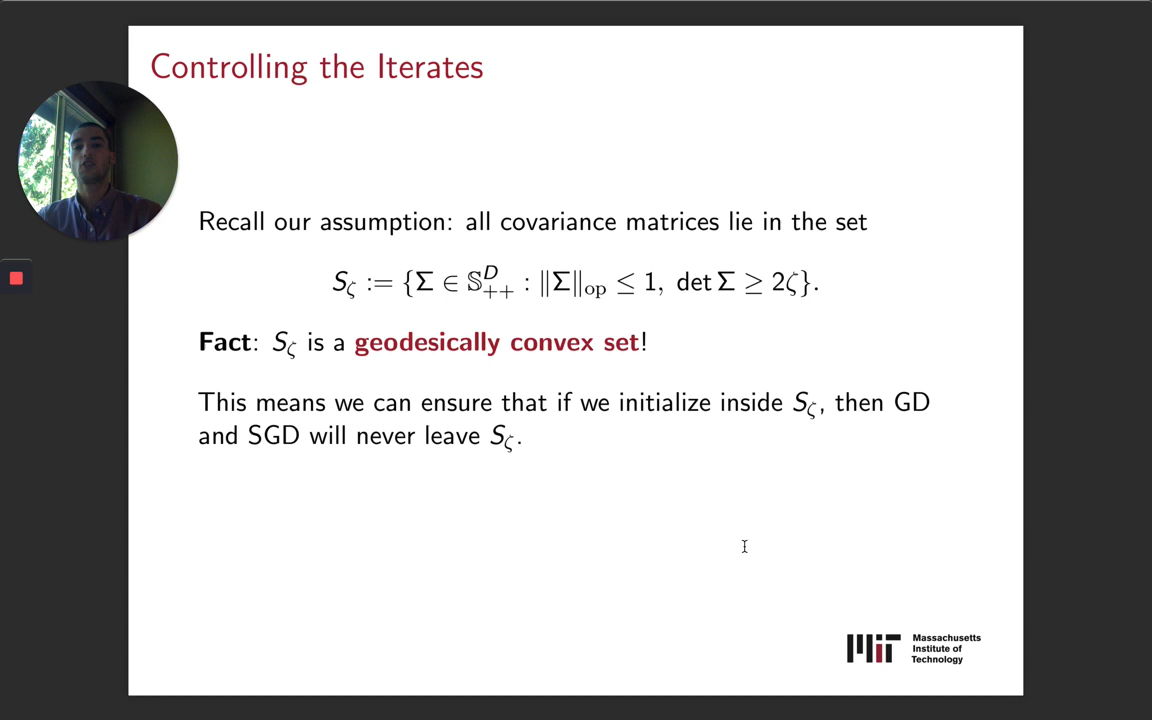 Controlling the Iterates
Recall our assumption: all covariance matrices lie in the set
S_ζ := {Σ ∈ 𝕊^D_{++} : ‖Σ‖_op ≤ 1, det Σ ≥ 2ζ}.
Fact: S_ζ is a geodesically convex set!
This means we can ensure that if we initialize inside S_ζ, then GD
and SGD will never leave S_ζ.
Massachusetts
Institute of
Technology